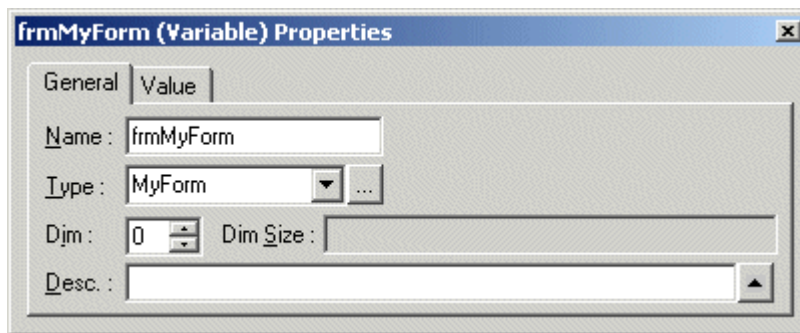 frmMyForm (Variable) Properties
General Value
Name : frmMyForm
Type : MyForm ...
Dim : 0 Dim Size :
Desc. :